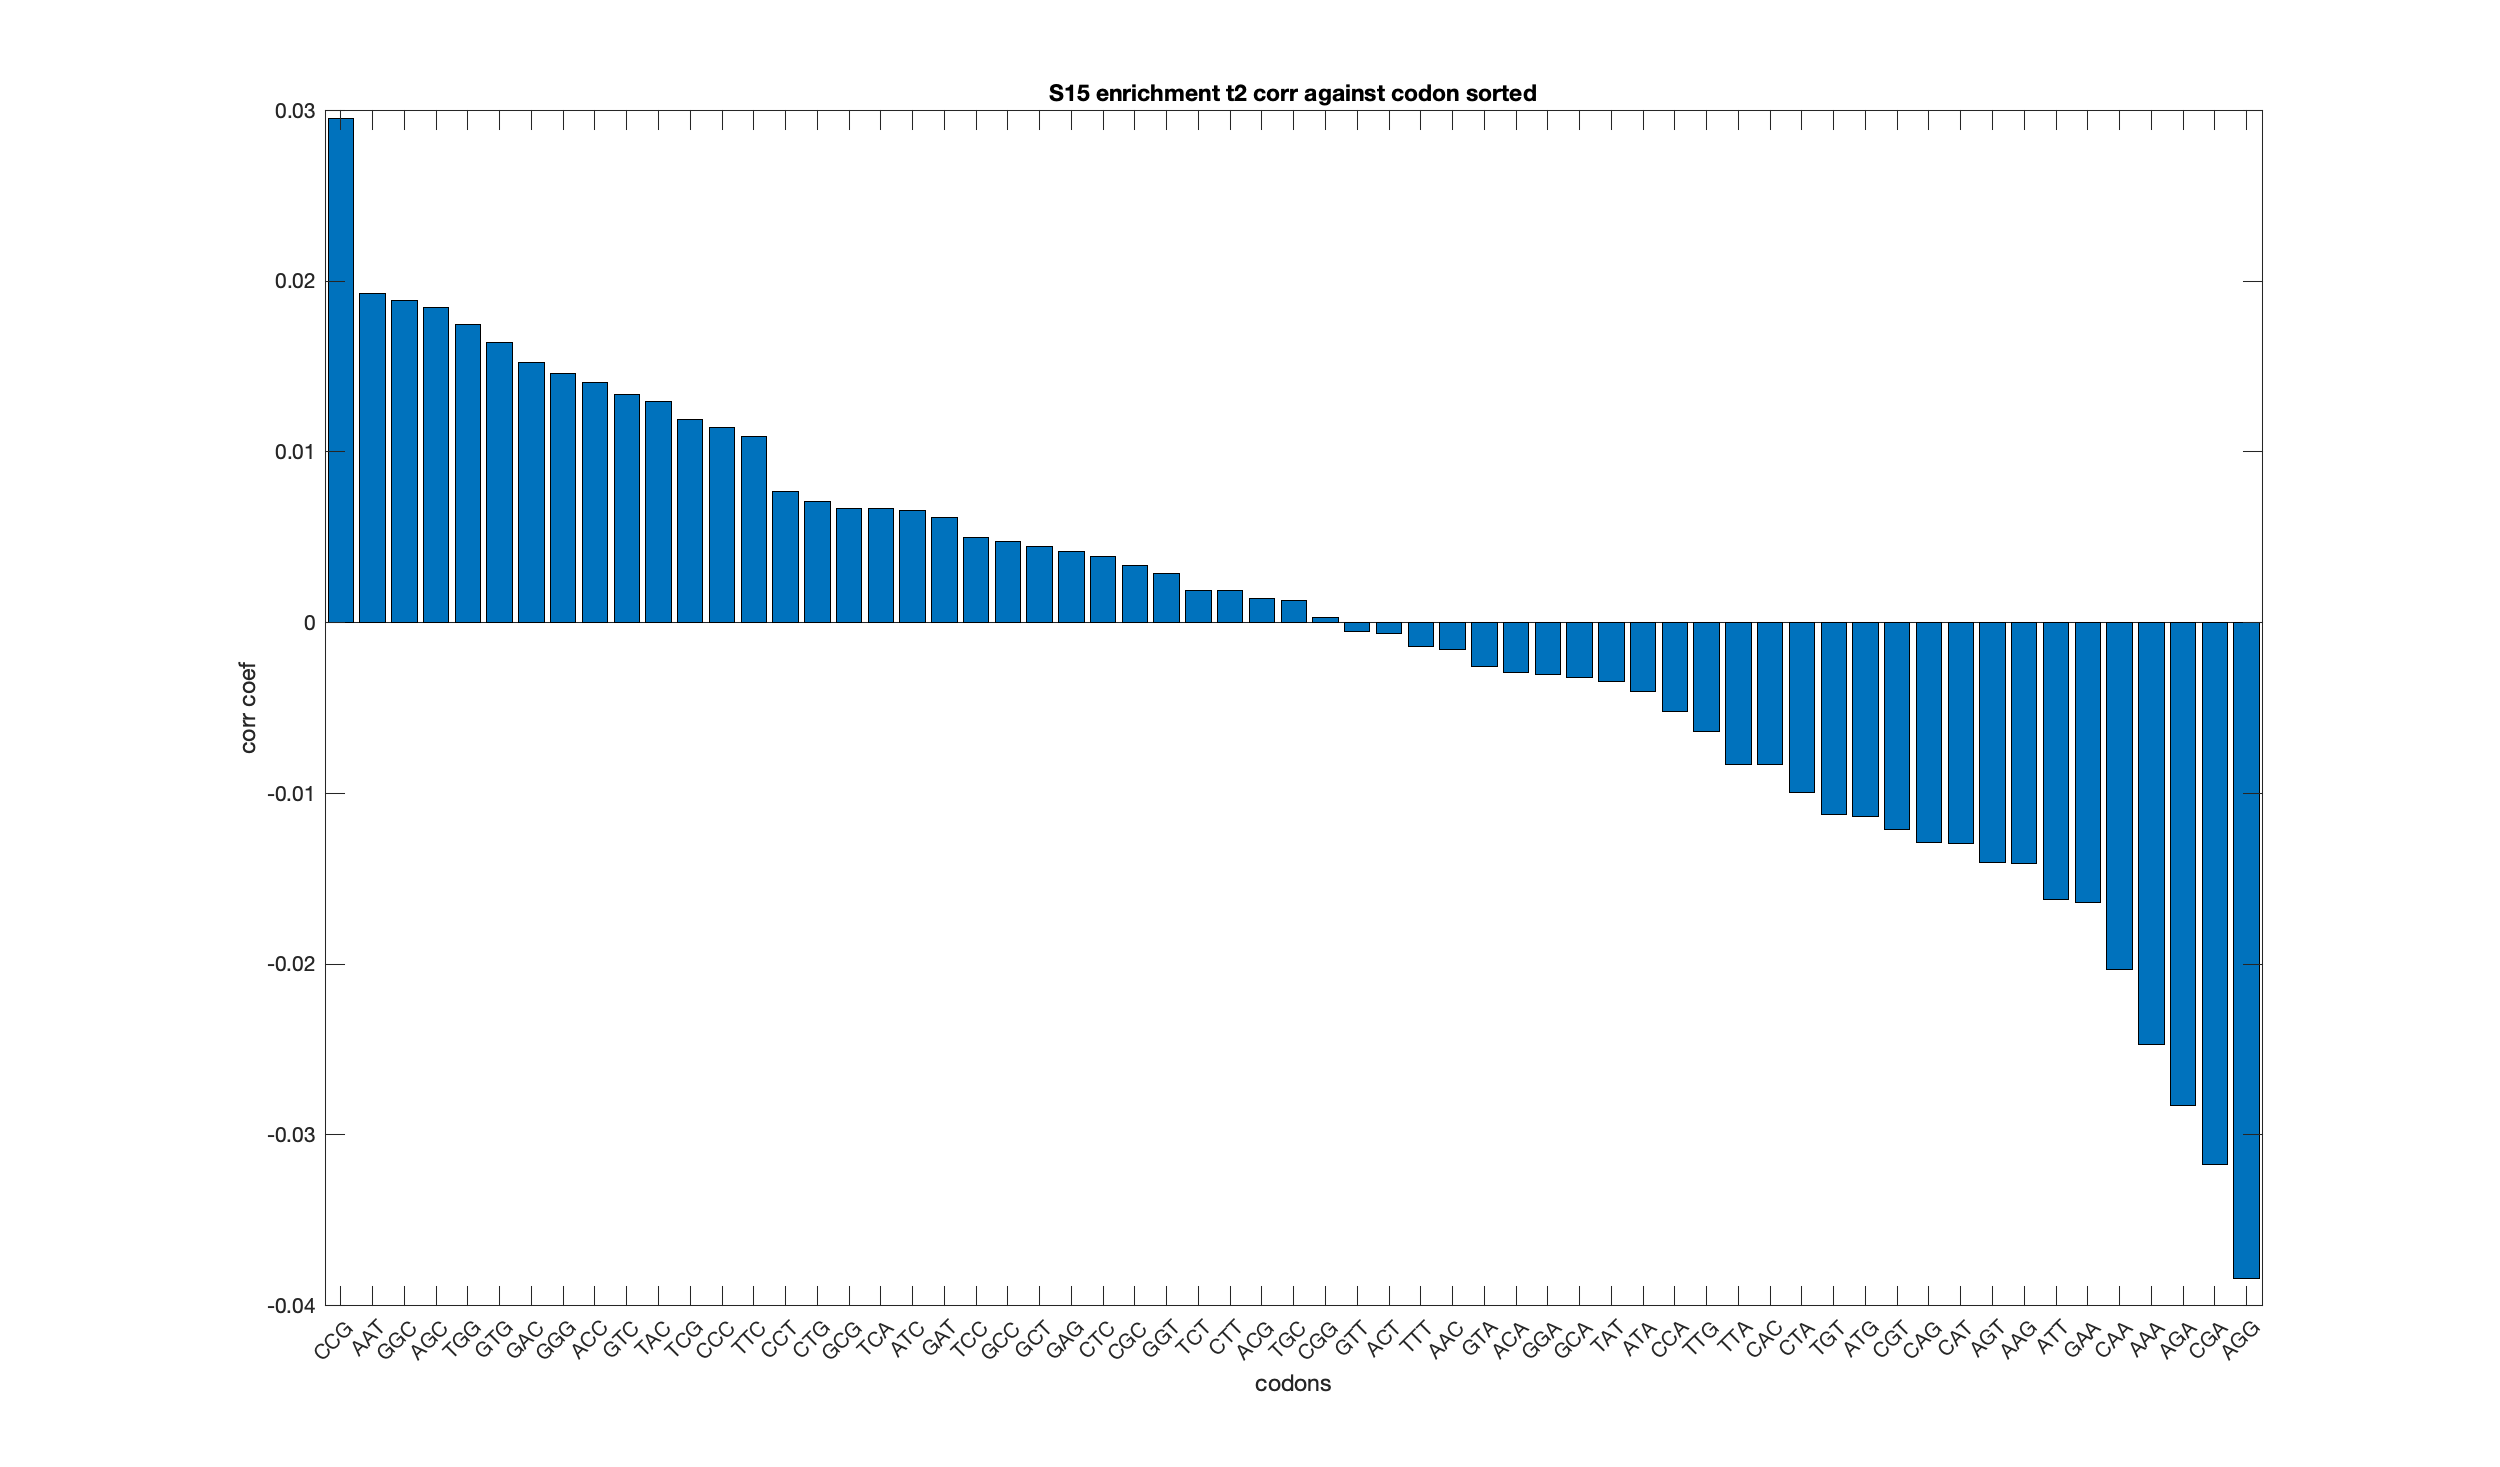 S15 enrichment t2 corr against codon sorted
0.03
0.02
0.01
0
-0.01
-0.02
-0.03
-0.04
corr coef
CCG AAT GGC AGC TGG GTG GAC GGG ACC GTC TAC TCG CCC TTC CCT CTG GCG TCA ATC GAT TCC GCC GCT GAG CTC CGC GGT TCT CTT ACG TGC CGG GTT ACT TTT AAC GTA ACA GGA GCA TAT ATA CCA TTG TTA CAC CTA TGT ATG CGT CAG CAT AGT AAG ATT GAA CAA AAA AGA CGA AGG
codons